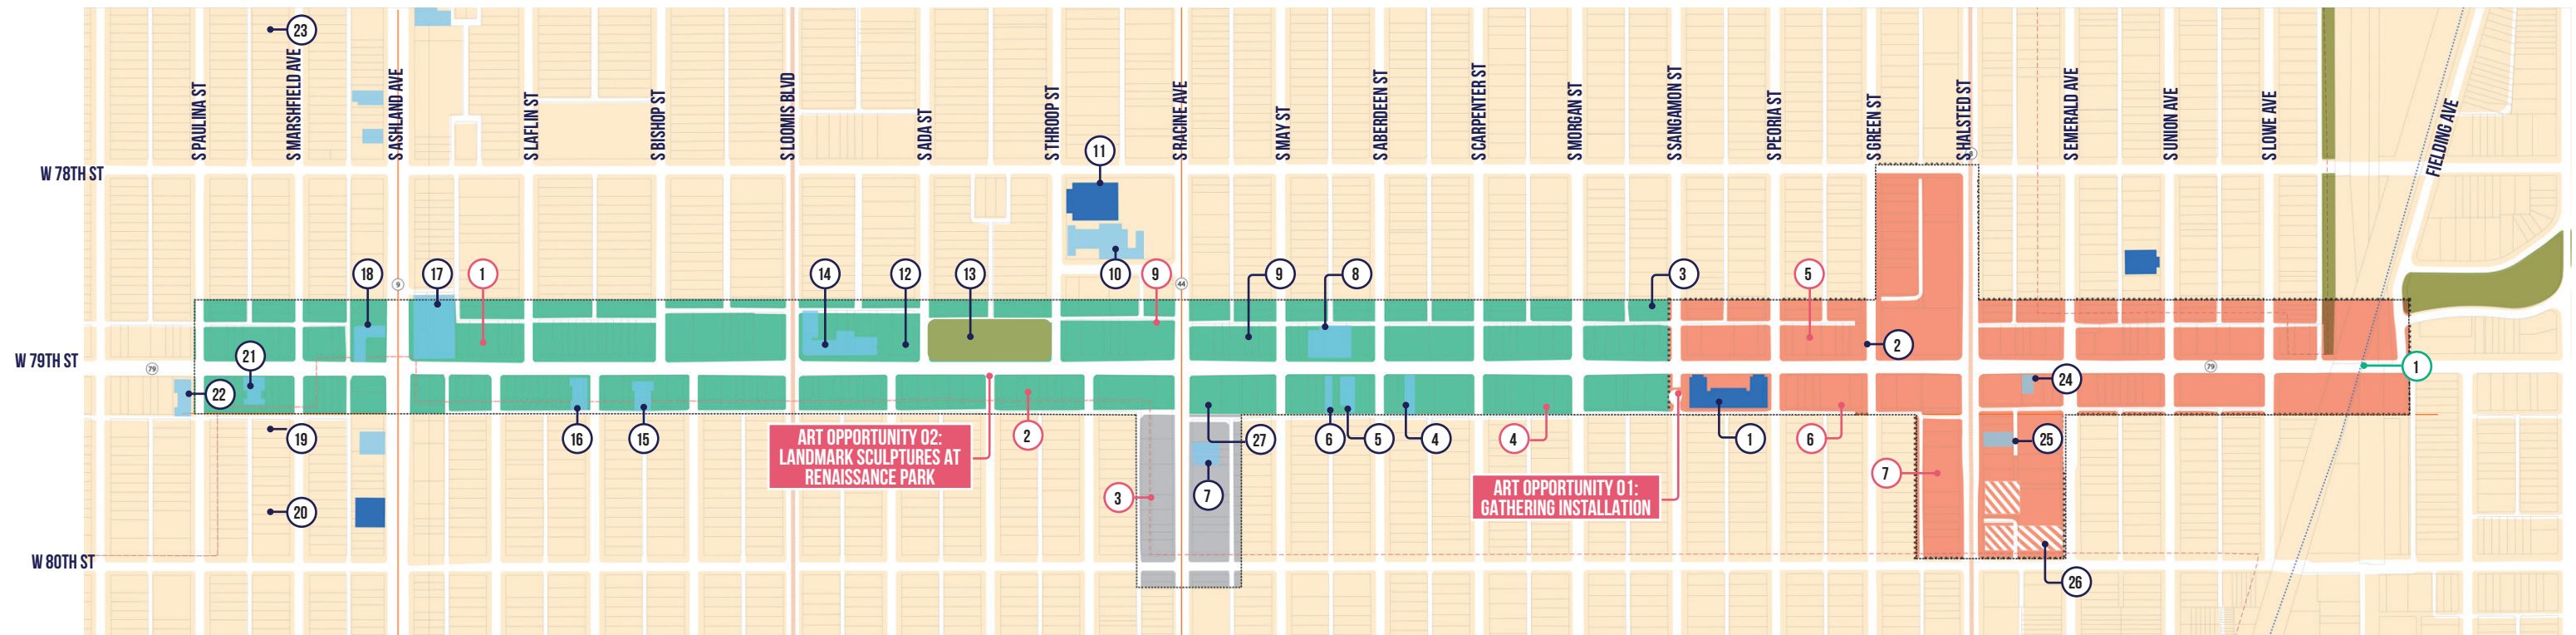 23
S PAULINA ST
S MARSHFIELD AVE
S ASHLAND AVE
S LAFLIN ST
S BISHOP ST
S LOOMIS BLVD
S ADA ST
S THROOP ST
S RACINE AVE
S MAY ST
S ABERDEEN ST
S CARPENTER ST
S MORGAN ST
S SANGAMON ST
S PEORIA ST
S GREEN ST
S HALSTED ST
S EMERALD AVE
S UNION AVE
S LOWE AVE
FIELDING AVE
11
W 78TH ST
18
17
1
14
12
13
10
9
9
8
3
5
9
44
2
W 79TH ST
79
79
1
21
22
24
19
16
15
ART OPPORTUNITY 02:
LANDMARK SCULPTURES AT
RENAISSANCE PARK
2
27
6
5
4
4
1
6
25
20
3
7
ART OPPORTUNITY 01:
GATHERING INSTALLATION
7
W 80TH ST
26